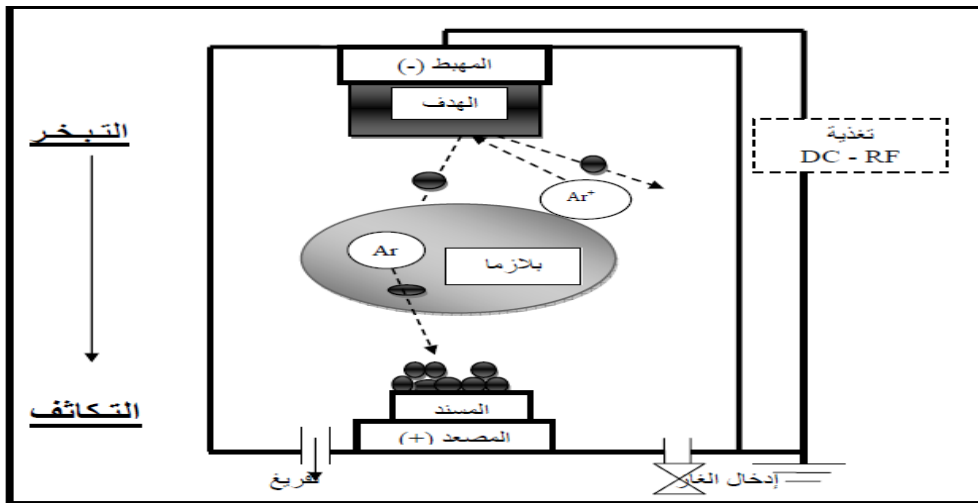 المهبط (-)
الهدف
التبخر
تغذية
DC - RF
Ar⁺
Ar
بلازما
التكاثف
المسند
المصعد (+)
تفريغ
إدخال الغاز